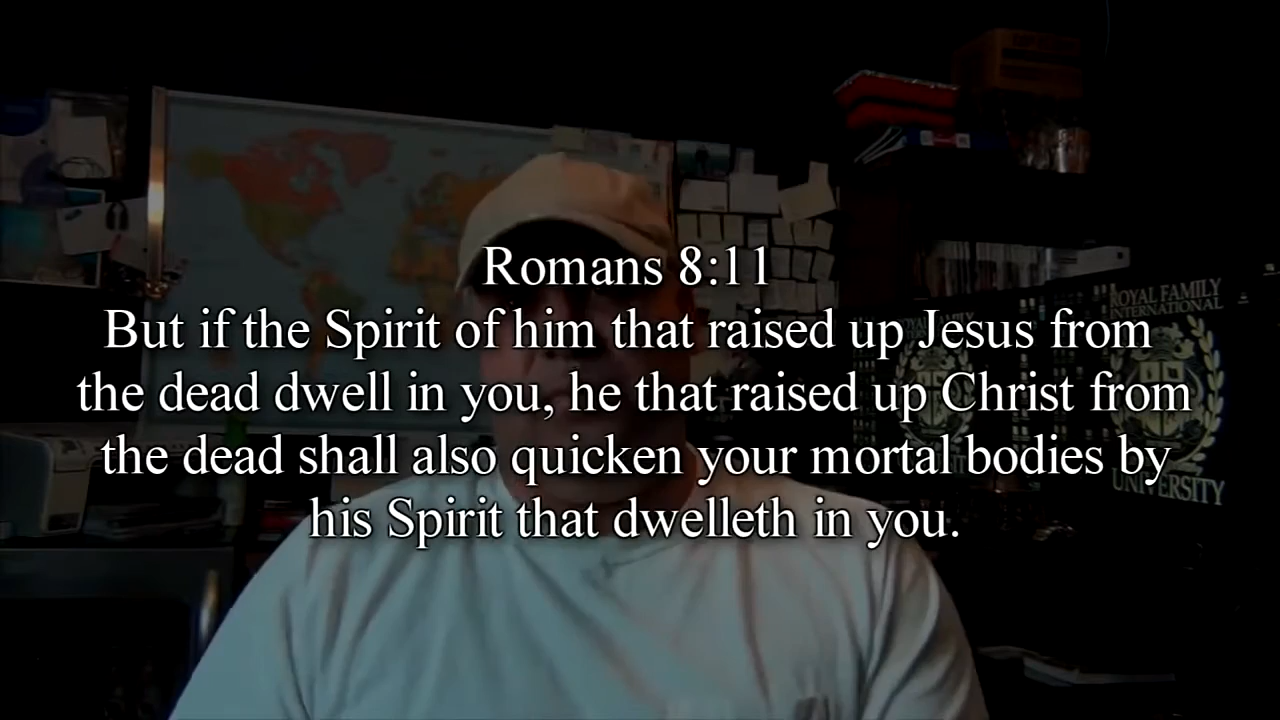 Romans 8:11
But if the Spirit of him that raised up Jesus from
the dead dwell in you, he that raised up Christ from
the dead shall also quicken your mortal bodies by
his Spirit that dwelleth in you.
ROYAL FAMILY
INTERNATIONAL
UNIVERSITY